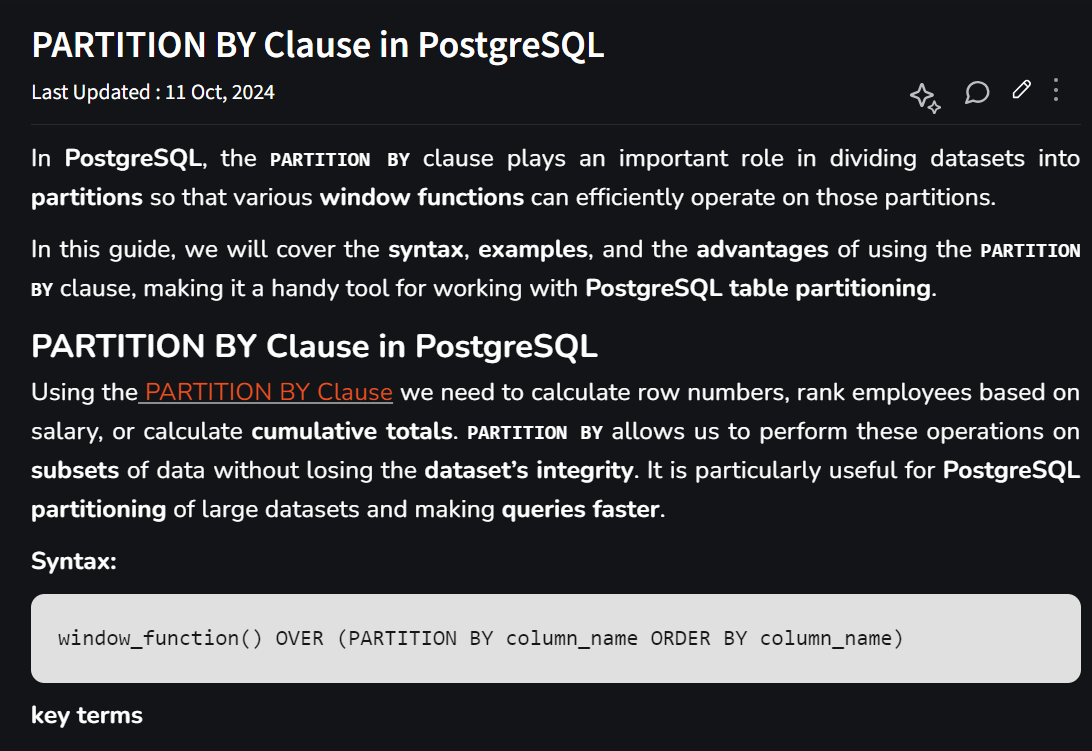 PARTITION BY Clause in PostgreSQL
Last Updated : 11 Oct, 2024
In PostgreSQL, the PARTITION BY clause plays an important role in dividing datasets into
partitions so that various window functions can efficiently operate on those partitions.
In this guide, we will cover the syntax, examples, and the advantages of using the PARTITION
BY clause, making it a handy tool for working with PostgreSQL table partitioning.
PARTITION BY Clause in PostgreSQL
Using the PARTITION BY Clause we need to calculate row numbers, rank employees based on
salary, or calculate cumulative totals. PARTITION BY allows us to perform these operations on
subsets of data without losing the dataset’s integrity. It is particularly useful for PostgreSQL
partitioning of large datasets and making queries faster.
Syntax:
window_function() OVER (PARTITION BY column_name ORDER BY column_name)
key terms